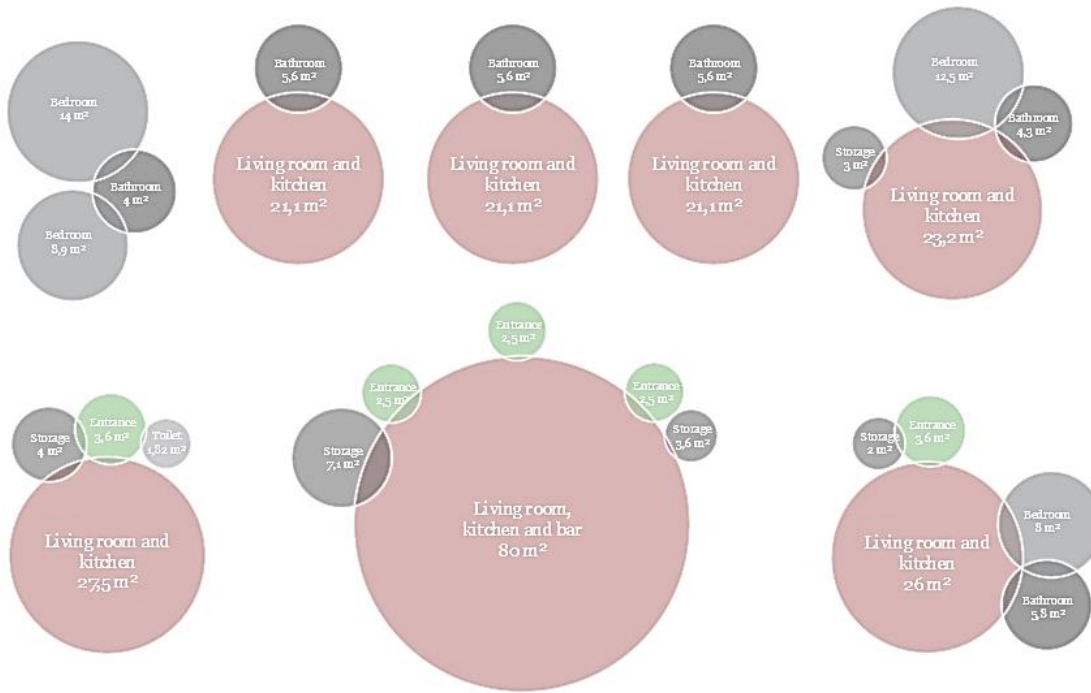 Bedroom
14 m²
Bathroom
4 m²
Bedroom
8,9 m²
Bathroom
5,6 m²
Living room and
kitchen
21,1 m²
Bathroom
5,6 m²
Living room and
kitchen
21,1 m²
Bathroom
5,6 m²
Living room and
kitchen
21,1 m²
Bedroom
12,5 m²
Bathroom
4,3 m²
Storage
3 m²
Living room and
kitchen
23,2 m²
Storage
4 m²
Entrance
3,6 m²
Toilet
1,82 m²
Living room and
kitchen
27,5 m²
Entrance
2,5 m²
Entrance
2,5 m²
Entrance
2,5 m²
Storage
7,1 m²
Storage
3,6 m²
Living room,
kitchen and bar
80 m²
Storage
2 m²
Entrance
3,6 m²
Living room and
kitchen
26 m²
Bedroom
8 m²
Bathroom
5,8 m²